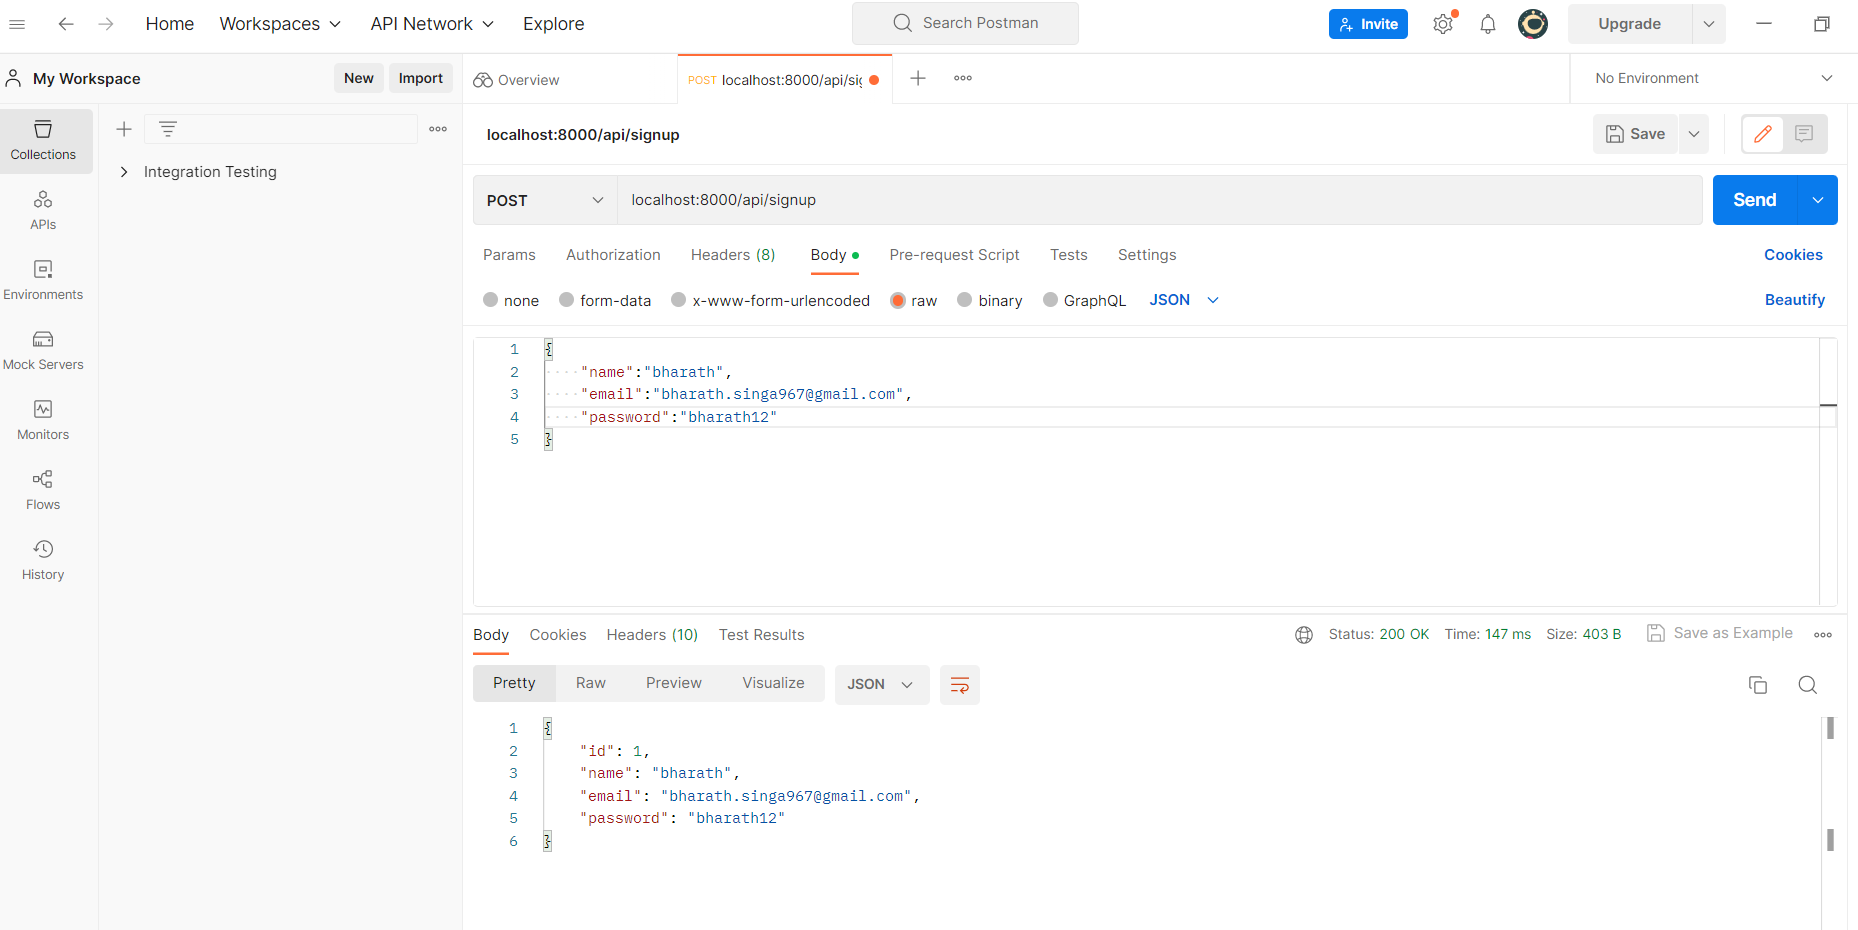 Home Workspaces API Network Explore Search Postman Invite Upgrade
My Workspace New Import Overview POST localhost:8000/api/si No Environment
Collections
APIs
Environments
Mock Servers
Monitors
Flows
History
Integration Testing
localhost:8000/api/signup Save
POST localhost:8000/api/signup Send
Params Authorization Headers (8) Body Pre-request Script Tests Settings Cookies
none form-data x-www-form-urlencoded raw binary GraphQL JSON Beautify
1 {
2 "name":"bharath",
3 "email":"bharath.singa967@gmail.com",
4 "password":"bharath12"
5 }
Body Cookies Headers (10) Test Results Status: 200 OK Time: 147 ms Size: 403 B Save as Example
Pretty Raw Preview Visualize JSON
1 {
2 "id": 1,
3 "name": "bharath",
4 "email": "bharath.singa967@gmail.com",
5 "password": "bharath12"
6 }